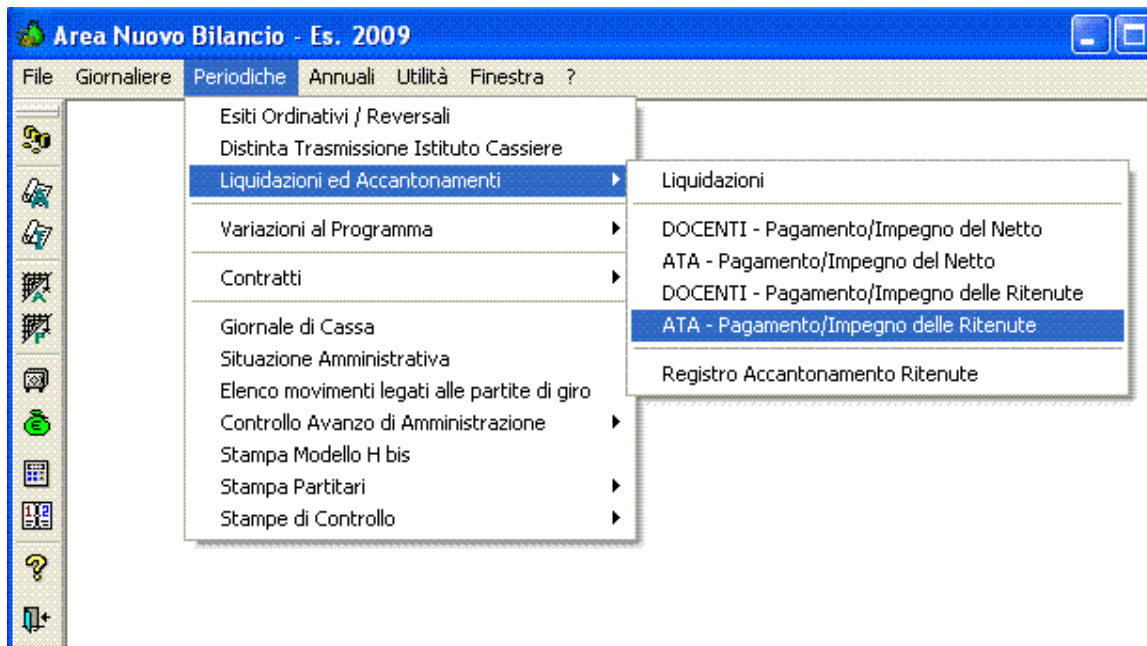 Area Nuovo Bilancio - Es. 2009
File Giornaliere Periodiche Annuali Utilità Finestra ?
Esiti Ordinativi / Reversali
Distinta Trasmissione Istituto Cassiere
Liquidazioni ed Accantonamenti
Variazioni al Programma
Contratti
Giornale di Cassa
Situazione Amministrativa
Elenco movimenti legati alle partite di giro
Controllo Avanzo di Amministrazione
Stampa Modello H bis
Stampa Partitari
Stampe di Controllo
Liquidazioni
DOCENTI - Pagamento/Impegno del Netto
ATA - Pagamento/Impegno del Netto
DOCENTI - Pagamento/Impegno delle Ritenute
ATA - Pagamento/Impegno delle Ritenute
Registro Accantonamento Ritenute